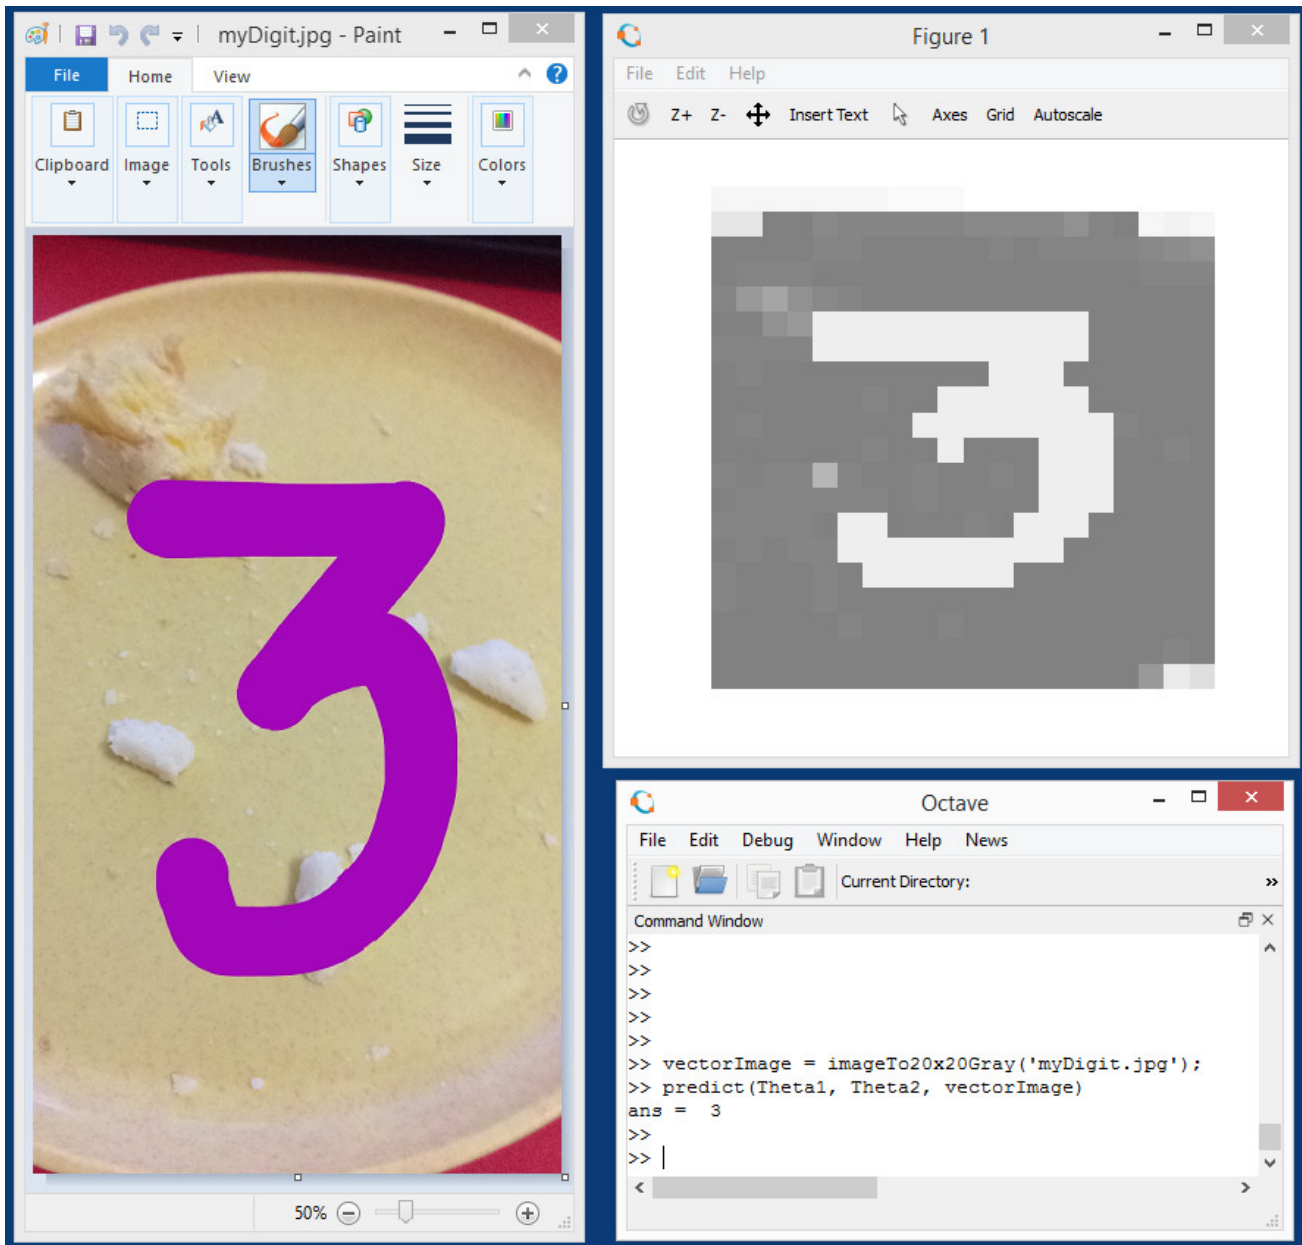 myDigit.jpg - Paint
File Home View
Clipboard Image Tools Brushes Shapes Size Colors
3
50%
Figure 1
File Edit Help
Z+ Z- Insert Text Axes Grid Autoscale
3
Octave
File Edit Debug Window Help News
Current Directory:
Command Window
>>
>>
>>
>>
>>
>> vectorImage = imageTo20x20Gray('myDigit.jpg');
>> predict(Theta1, Theta2, vectorImage)
ans = 3
>>
>>